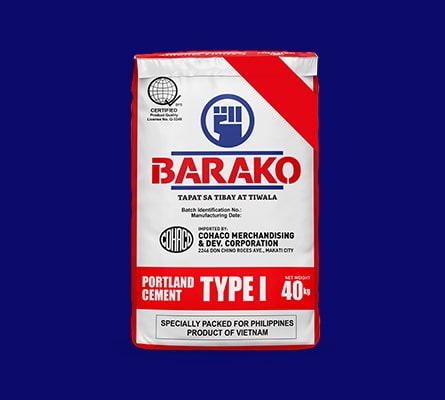 CERTIFIED
Product Quality
BARAKO
TAPAT SA TIBAY AT TIWALA
Batch Identification No.:
Manufacturing Date:
IMPORTED BY:
COHACO
COHACO MERCHANDISING
& DEV. CORPORATION
2246 DON CHINO ROCES AVE., MAKATI CITY
PORTLAND
CEMENT
TYPE I
NET WEIGHT
40kg
SPECIALLY PACKED FOR PHILIPPINES
PRODUCT OF VIETNAM